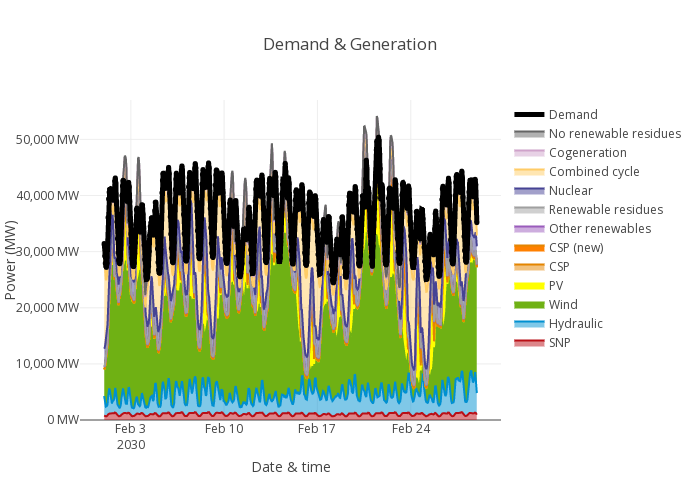 Demand & Generation
Power (MW)
50,000 MW
40,000 MW
30,000 MW
20,000 MW
10,000 MW
0 MW
Feb 3
2030
Feb 10
Feb 17
Feb 24
Date & time
Demand
No renewable residues
Cogeneration
Combined cycle
Nuclear
Renewable residues
Other renewables
CSP (new)
CSP
PV
Wind
Hydraulic
SNP